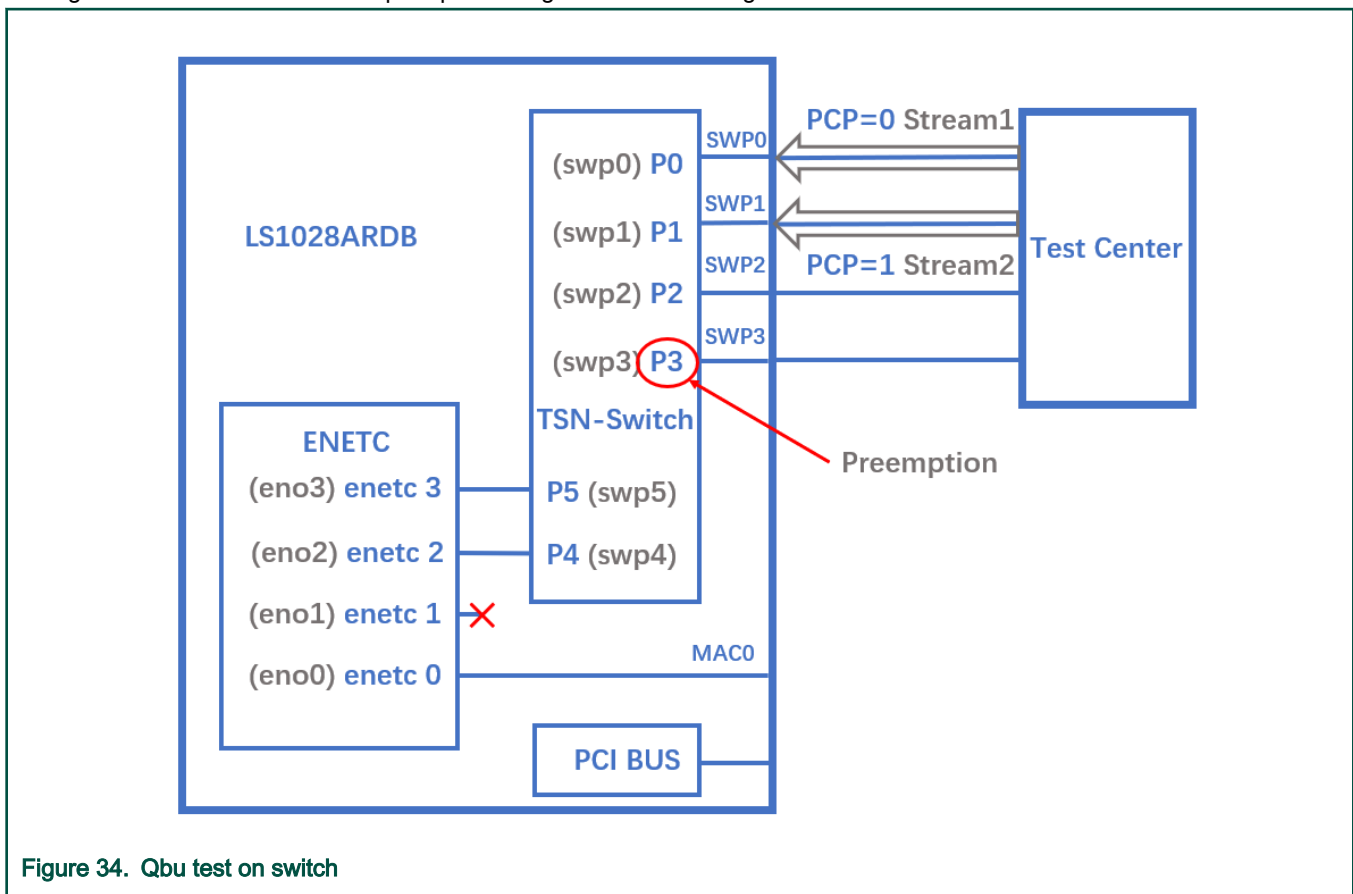 PCP=0 Stream1
SWP0
(swp0) P0
SWP1
LS1028ARDB
(swp1) P1
Test Center
SWP2
PCP=1 Stream2
(swp2) P2
SWP3
(swp3) P3
TSN-Switch
Preemption
ENETC
(eno3) enetc 3
P5 (swp5)
(eno2) enetc 2
P4 (swp4)
(eno1) enetc 1
MAC0
(eno0) enetc 0
PCI BUS
Figure 34. Qbu test on switch